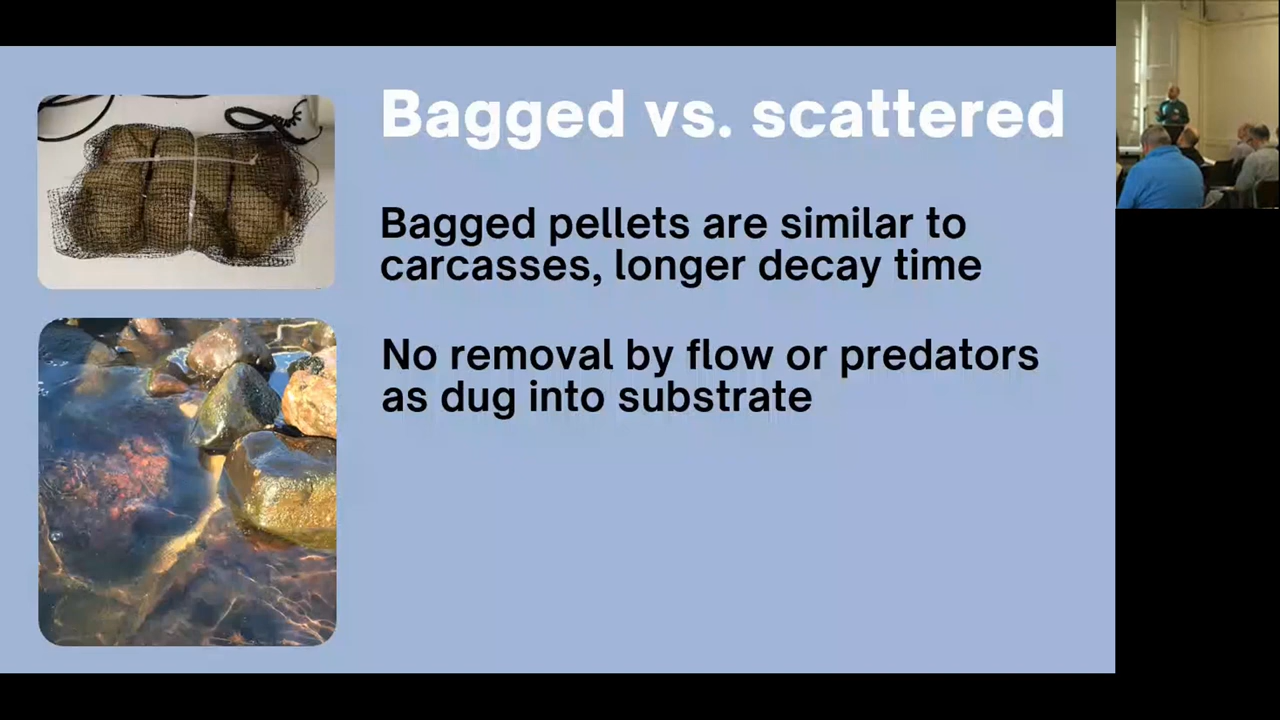 Bagged vs. scattered
Bagged pellets are similar to
carcasses, longer decay time
No removal by flow or predators
as dug into substrate